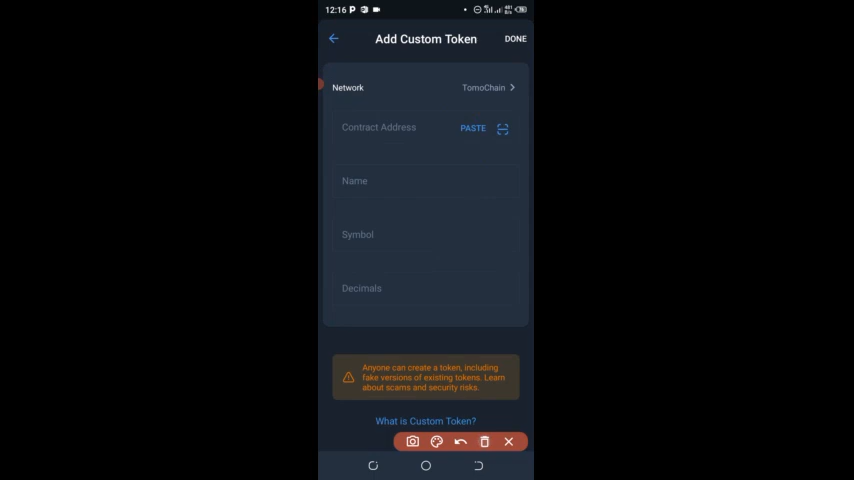 12:16 P
Add Custom Token
DONE
Network
TomoChain
Contract Address
PASTE
Name
Symbol
Decimals
Anyone can create a token, including
fake versions of existing tokens. Learn
about scams and security risks.
What is Custom Token?